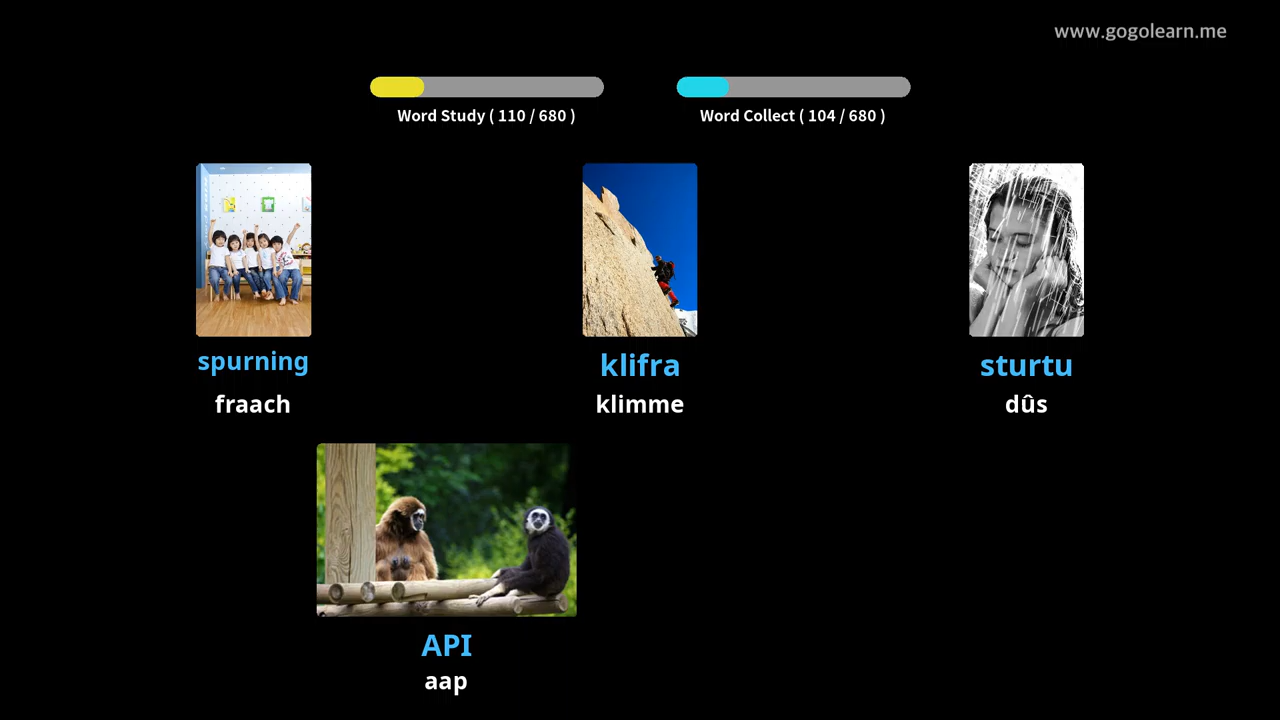 www.gogolearn.me
Word Study ( 110 / 680 )
Word Collect ( 104 / 680 )
spurning
fraach
klifra
klimme
sturtu
dûs
API
aap